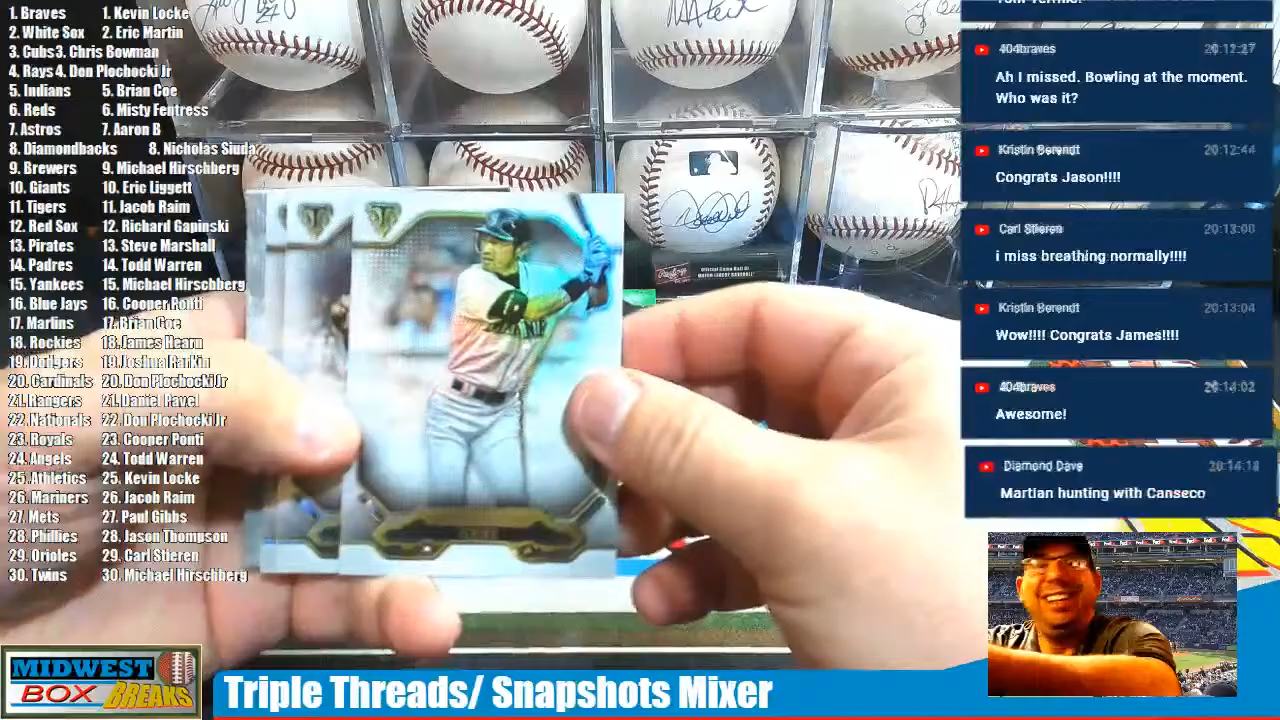 1. Braves 1. Kevin Locke
2. White Sox 2. Eric Martin
3. Cubs 3. Chris Bowman
4. Rays 4. Don Plochocki Jr
5. Indians 5. Brian Coe
6. Reds 6. Misty Fentress
7. Astros 7. Aaron B
8. Diamondbacks 8. Nicholas Siuda
9. Brewers 9. Michael Hirschberg
10. Giants 10. Eric Liggett
11. Tigers 11. Jacob Raim
12. Red Sox 12. Richard Gapinski
13. Pirates 13. Steve Marshall
14. Padres 14. Todd Warren
15. Yankees 15. Michael Hirschberg
16. Blue Jays 16. Cooper Ponti
17. Marlins 17. Brian Coe
18. Rockies 18. James Hearn
19. Dodgers 19. Joshua Rarkin
20. Cardinals 20. Don Plochocki Jr
21. Rangers 21. Daniel Havel
22. Nationals 22. Don Plochocki Jr
23. Royals 23. Cooper Ponti
24. Angels 24. Todd Warren
25. Athletics 25. Kevin Locke
26. Mariners 26. Jacob Raim
27. Mets 27. Paul Gibbs
28. Phillies 28. Jason Thompson
29. Orioles 29. Carl Stieren
30. Twins 30. Michael Hirschberg
404braves 20:12:27
Ah I missed. Bowling at the moment.
Who was it?
Kristin Berendt 20:12:44
Congrats Jason!!!!
Carl Stieren 20:13:00
i miss breathing normally!!!!
Kristin Berendt 20:13:04
Wow!!!! Congrats James!!!!
404braves 20:14:02
Awesome!
Diamond Dave 20:14:18
Martian hunting with Canseco
Rawlings
MIDWEST
BOX BREAKS
Triple Threads/ Snapshots Mixer